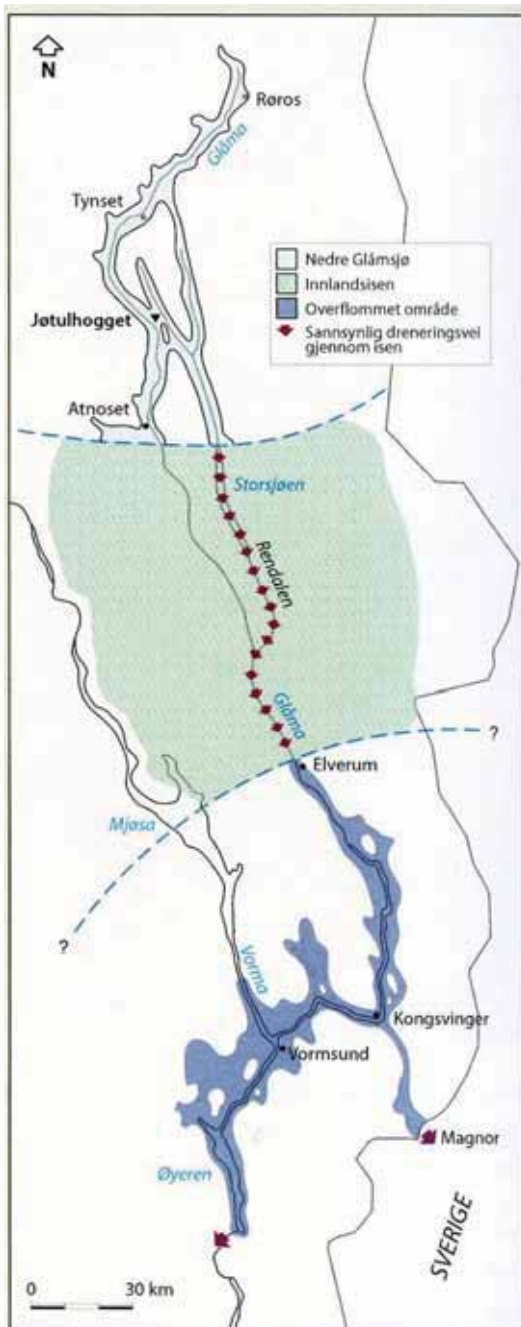 N
Røros
Glåma
Tynset
Nedre Glåmsjø
Innlandsisen
Overflommet område
Sannsynlig dreneringsvei
gjennom isen
Jøtulhogget
Atnoset
Storsjøen
Rendalen
Glåma
?
Elverum
Mjøsa
?
Vorma
Kongsvinger
Vormsund
Magnor
Øyeren
SVERIGE
0 30 km